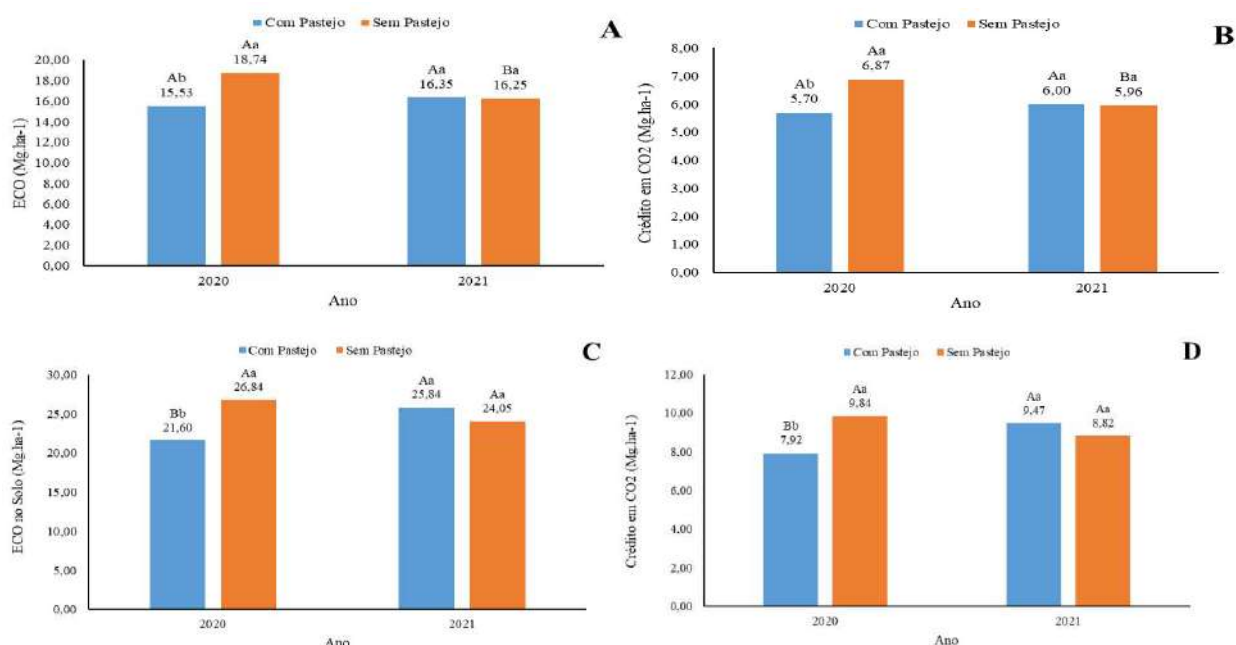 Com Pastejo Sem Pastejo
A
20,00
18,00
16,00
14,00
12,00
10,00
8,00
6,00
4,00
2,00
0,00
ECO (Mg.ha-1)
Ab
15,53
Aa
18,74
Aa
16,35
Ba
16,25
2020
2021
Ano
Com Pastejo Sem Pastejo
B
8,00
7,00
6,00
5,00
4,00
3,00
2,00
1,00
0,00
Crédito em CO2 (Mg.ha-1)
Ab
5,70
Aa
6,87
Aa
6,00
Ba
5,96
2020
2021
Ano
Com Pastejo Sem Pastejo
C
30,00
25,00
20,00
15,00
10,00
5,00
0,00
ECO no Solo (Mg.ha-1)
Bb
21,60
Aa
26,84
Aa
25,84
Aa
24,05
2020
2021
Ano
Com Pastejo Sem Pastejo
D
12,00
10,00
8,00
6,00
4,00
2,00
0,00
Crédito em CO2 (Mg.ha-1)
Bb
7,92
Aa
9,84
Aa
9,47
Aa
8,82
2020
2021
Ano